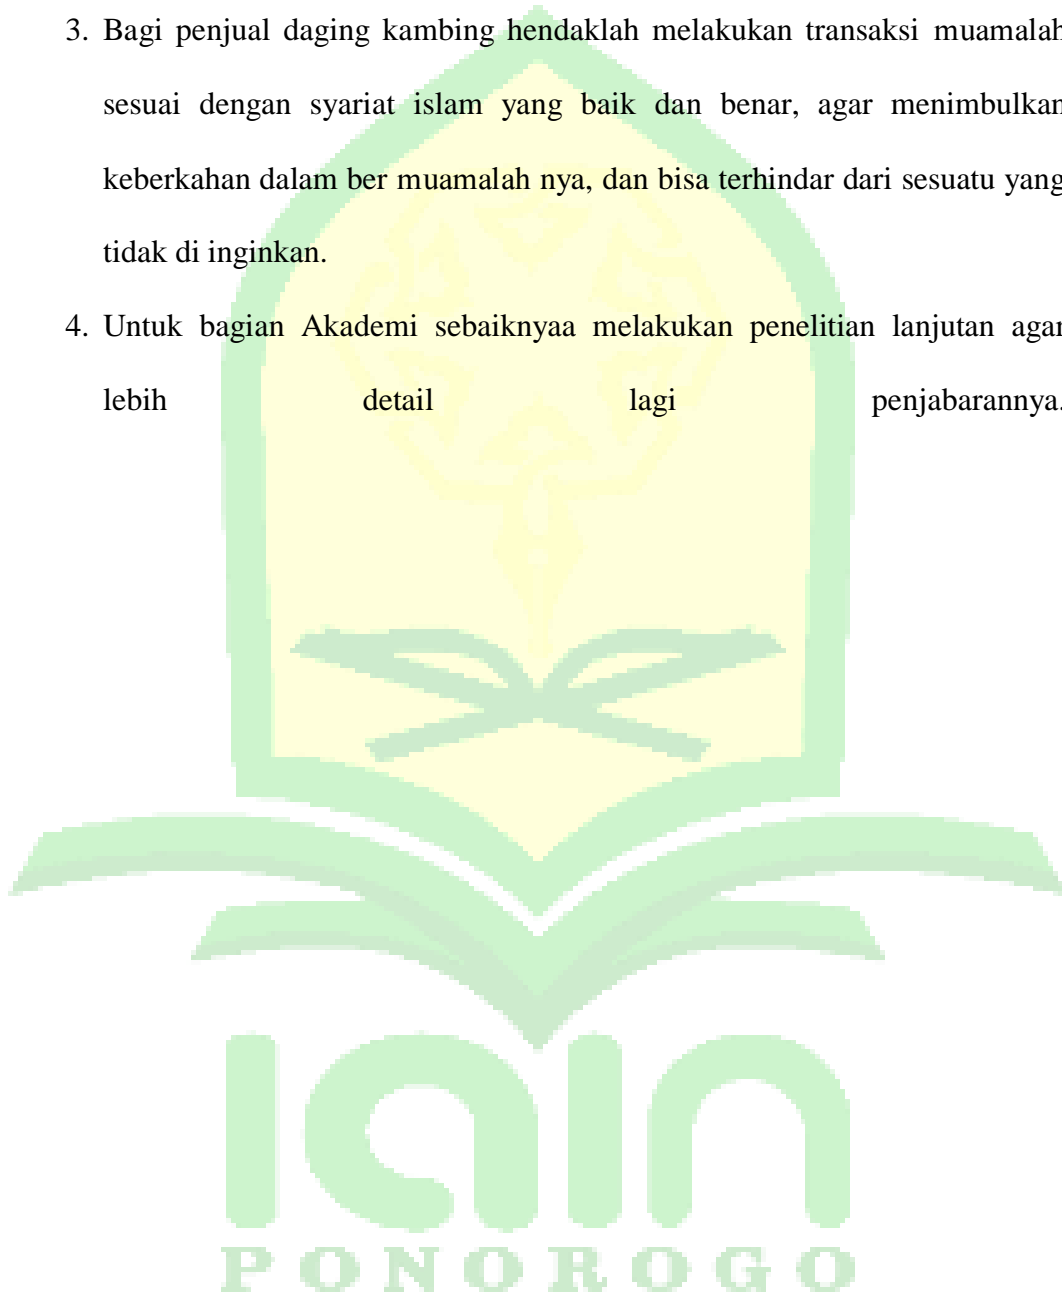 3. Bagi penjual daging kambing hendaklah melakukan transaksi muamalah
sesuai dengan syariat islam yang baik dan benar, agar menimbulkan
keberkahan dalam ber muamalah nya, dan bisa terhindar dari sesuatu yang
tidak di inginkan.
4. Untuk bagian Akademi sebaiknyaa melakukan penelitian lanjutan agar
lebih detail lagi penjabarannya.
iain
PONOROGO